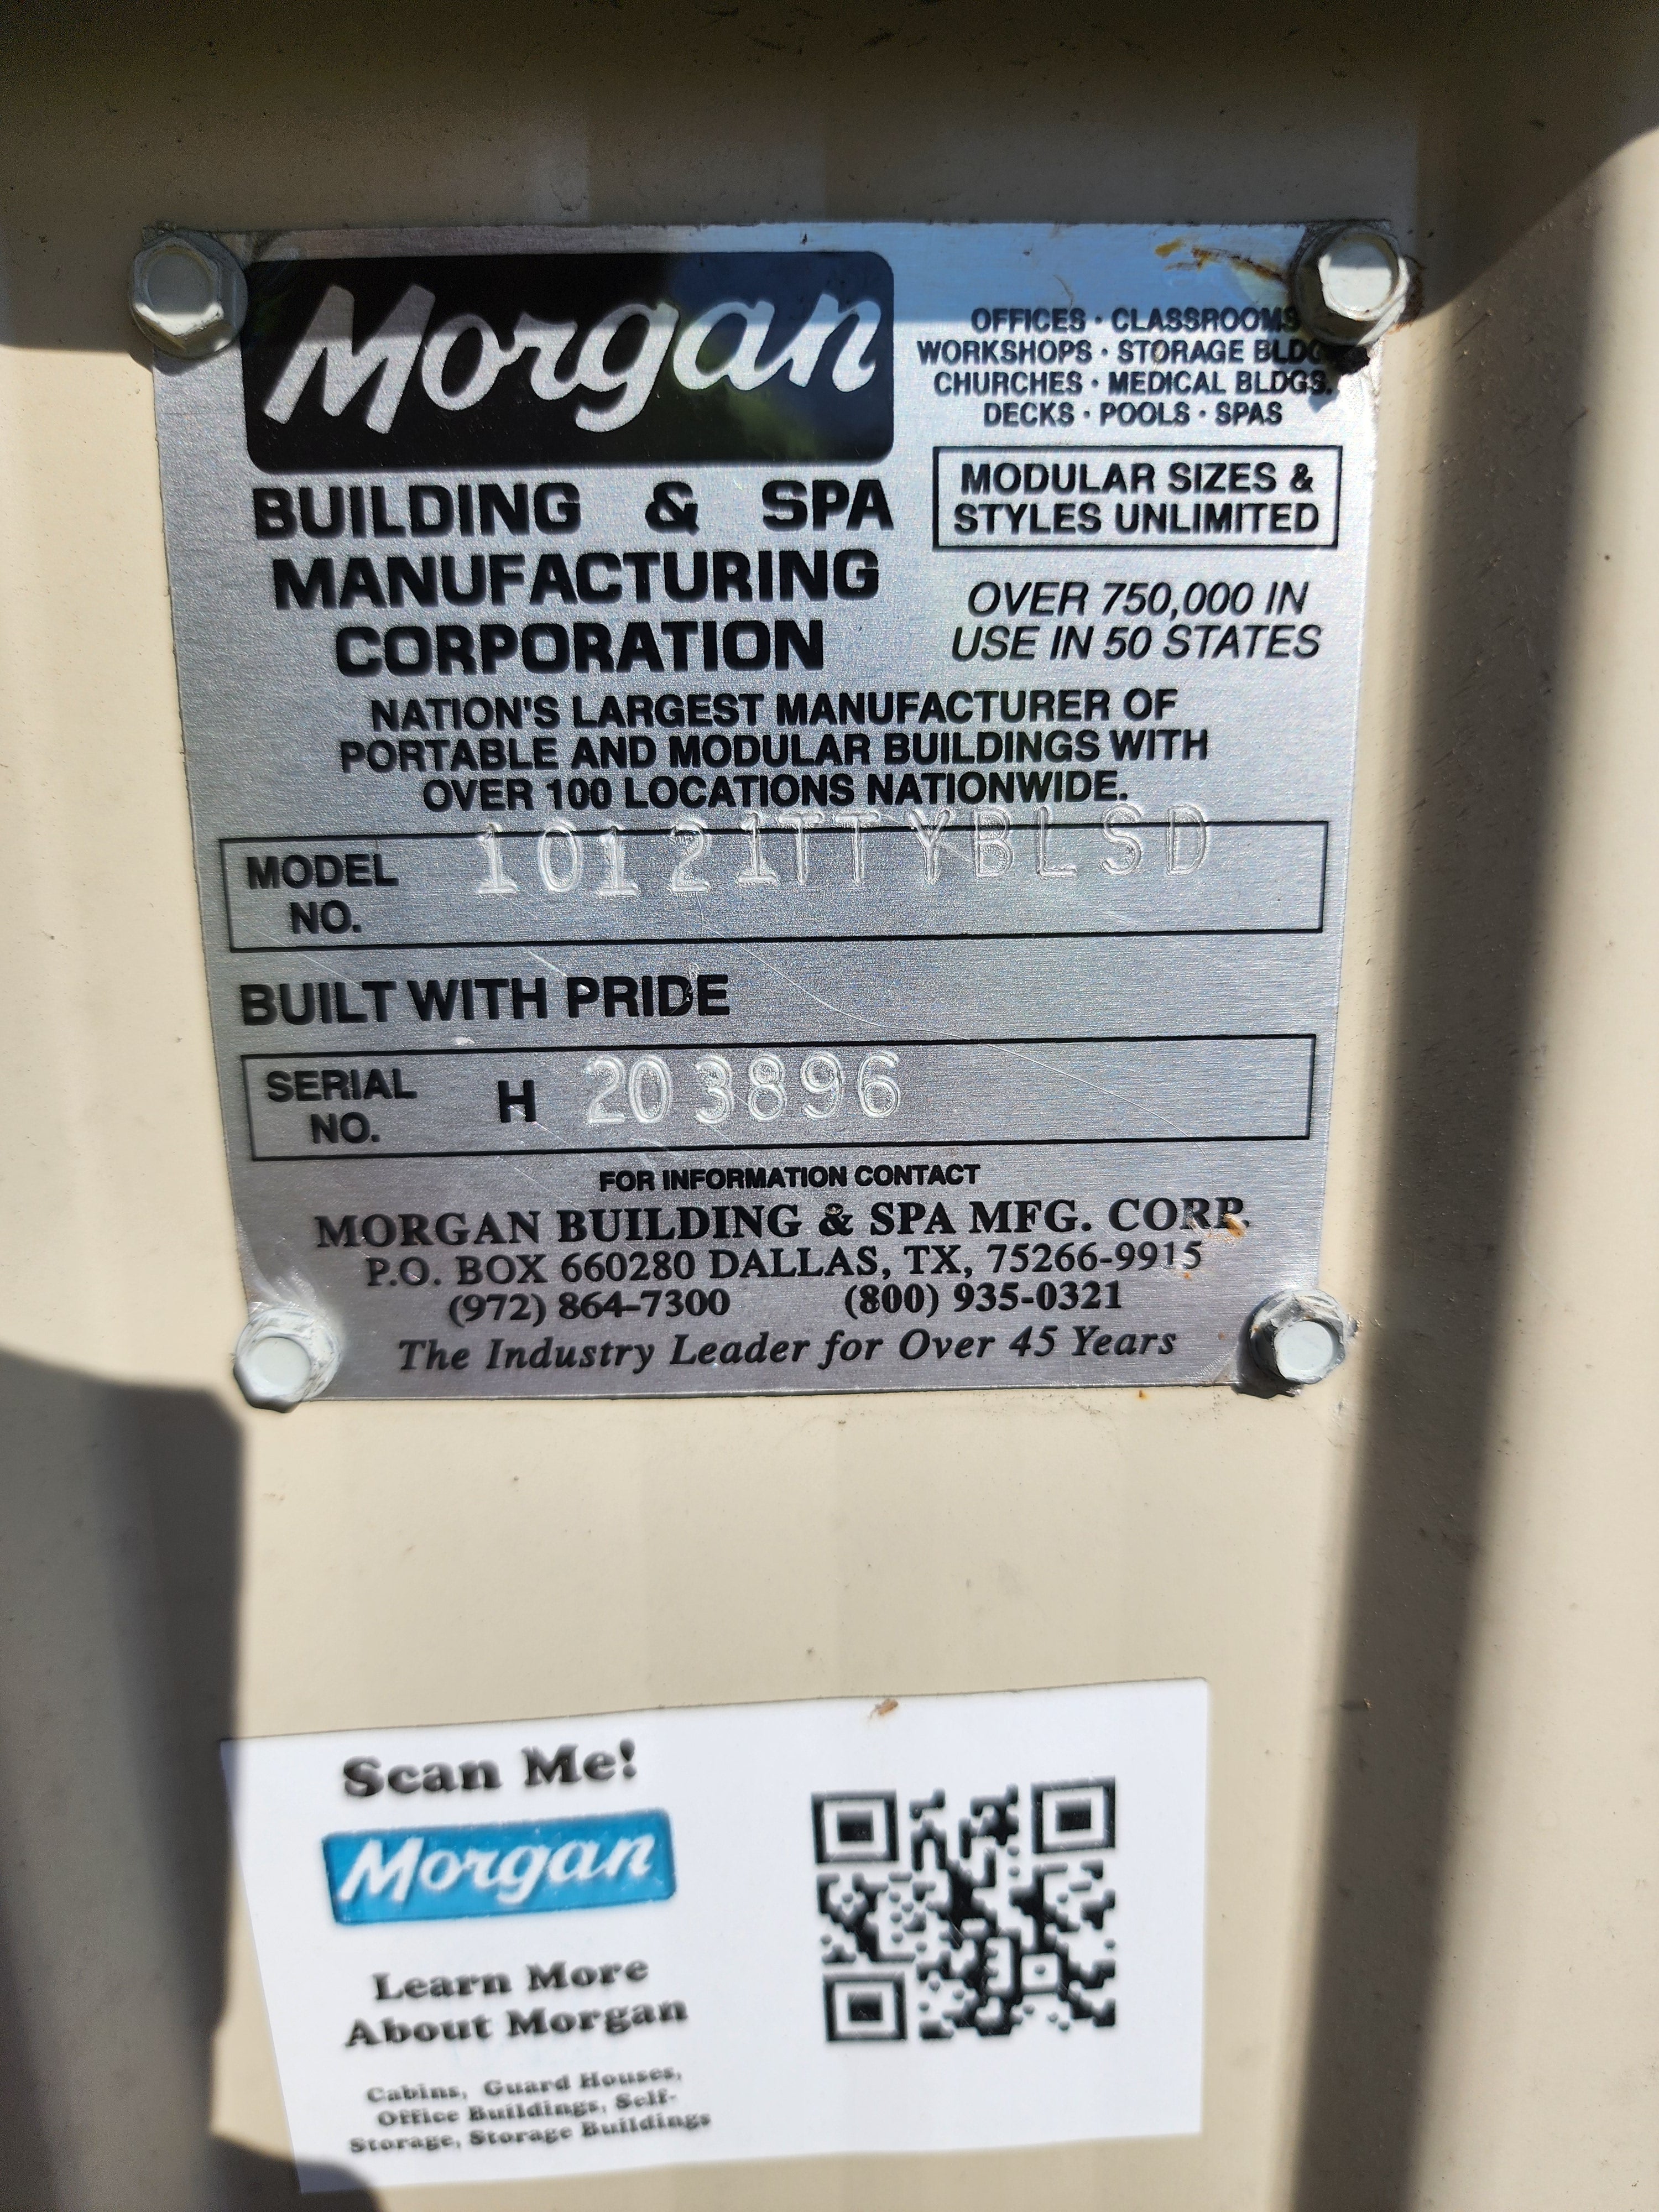 Morgan
BUILDING & SPA
MANUFACTURING
CORPORATION
OFFICES · CLASSROOMS
WORKSHOPS · STORAGE BLDG
CHURCHES · MEDICAL BLDGS.
DECKS · POOLS · SPAS
MODULAR SIZES &
STYLES UNLIMITED
OVER 750,000 IN
USE IN 50 STATES
NATION'S LARGEST MANUFACTURER OF
PORTABLE AND MODULAR BUILDINGS WITH
OVER 100 LOCATIONS NATIONWIDE.
MODEL NO. 10121TTYBLSD
BUILT WITH PRIDE
SERIAL NO. H 203896
FOR INFORMATION CONTACT
MORGAN BUILDING & SPA MFG. CORP.
P.O. BOX 660280 DALLAS, TX, 75266-9915
(972) 864-7300 (800) 935-0321
The Industry Leader for Over 45 Years
Scan Me!
Morgan
Learn More
About Morgan
Cabins, Guard Houses,
Office Buildings, Self-
Storage, Storage Buildings